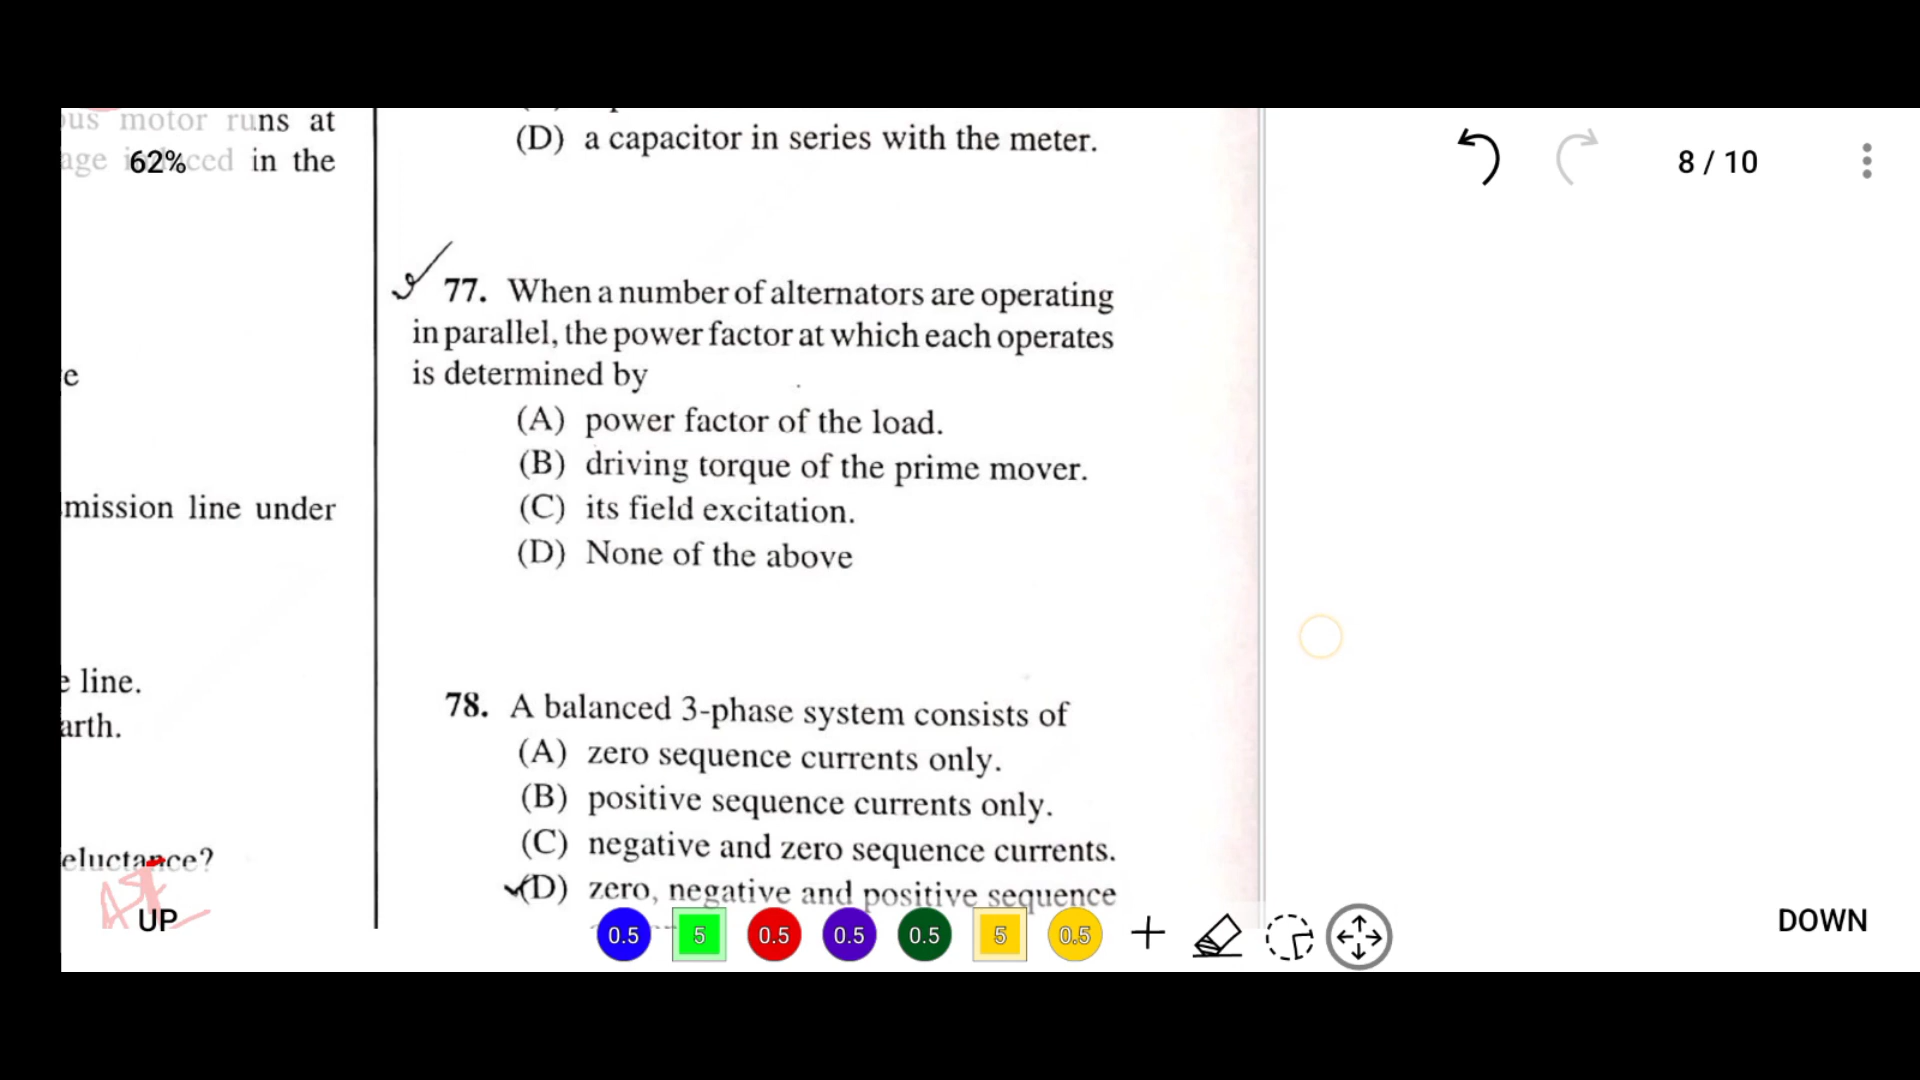 us motor runs at
age in the
62%
e
mission line under
e line.
arth.
eluctance?
UP
(D) a capacitor in series with the meter.
77. When a number of alternators are operating
in parallel, the power factor at which each operates
is determined by
(A) power factor of the load.
(B) driving torque of the prime mover.
(C) its field excitation.
(D) None of the above
78. A balanced 3-phase system consists of
(A) zero sequence currents only.
(B) positive sequence currents only.
(C) negative and zero sequence currents.
(D) zero, negative and positive sequence
0.5 5 0.5 0.5 0.5 5 0.5
8 / 10
DOWN